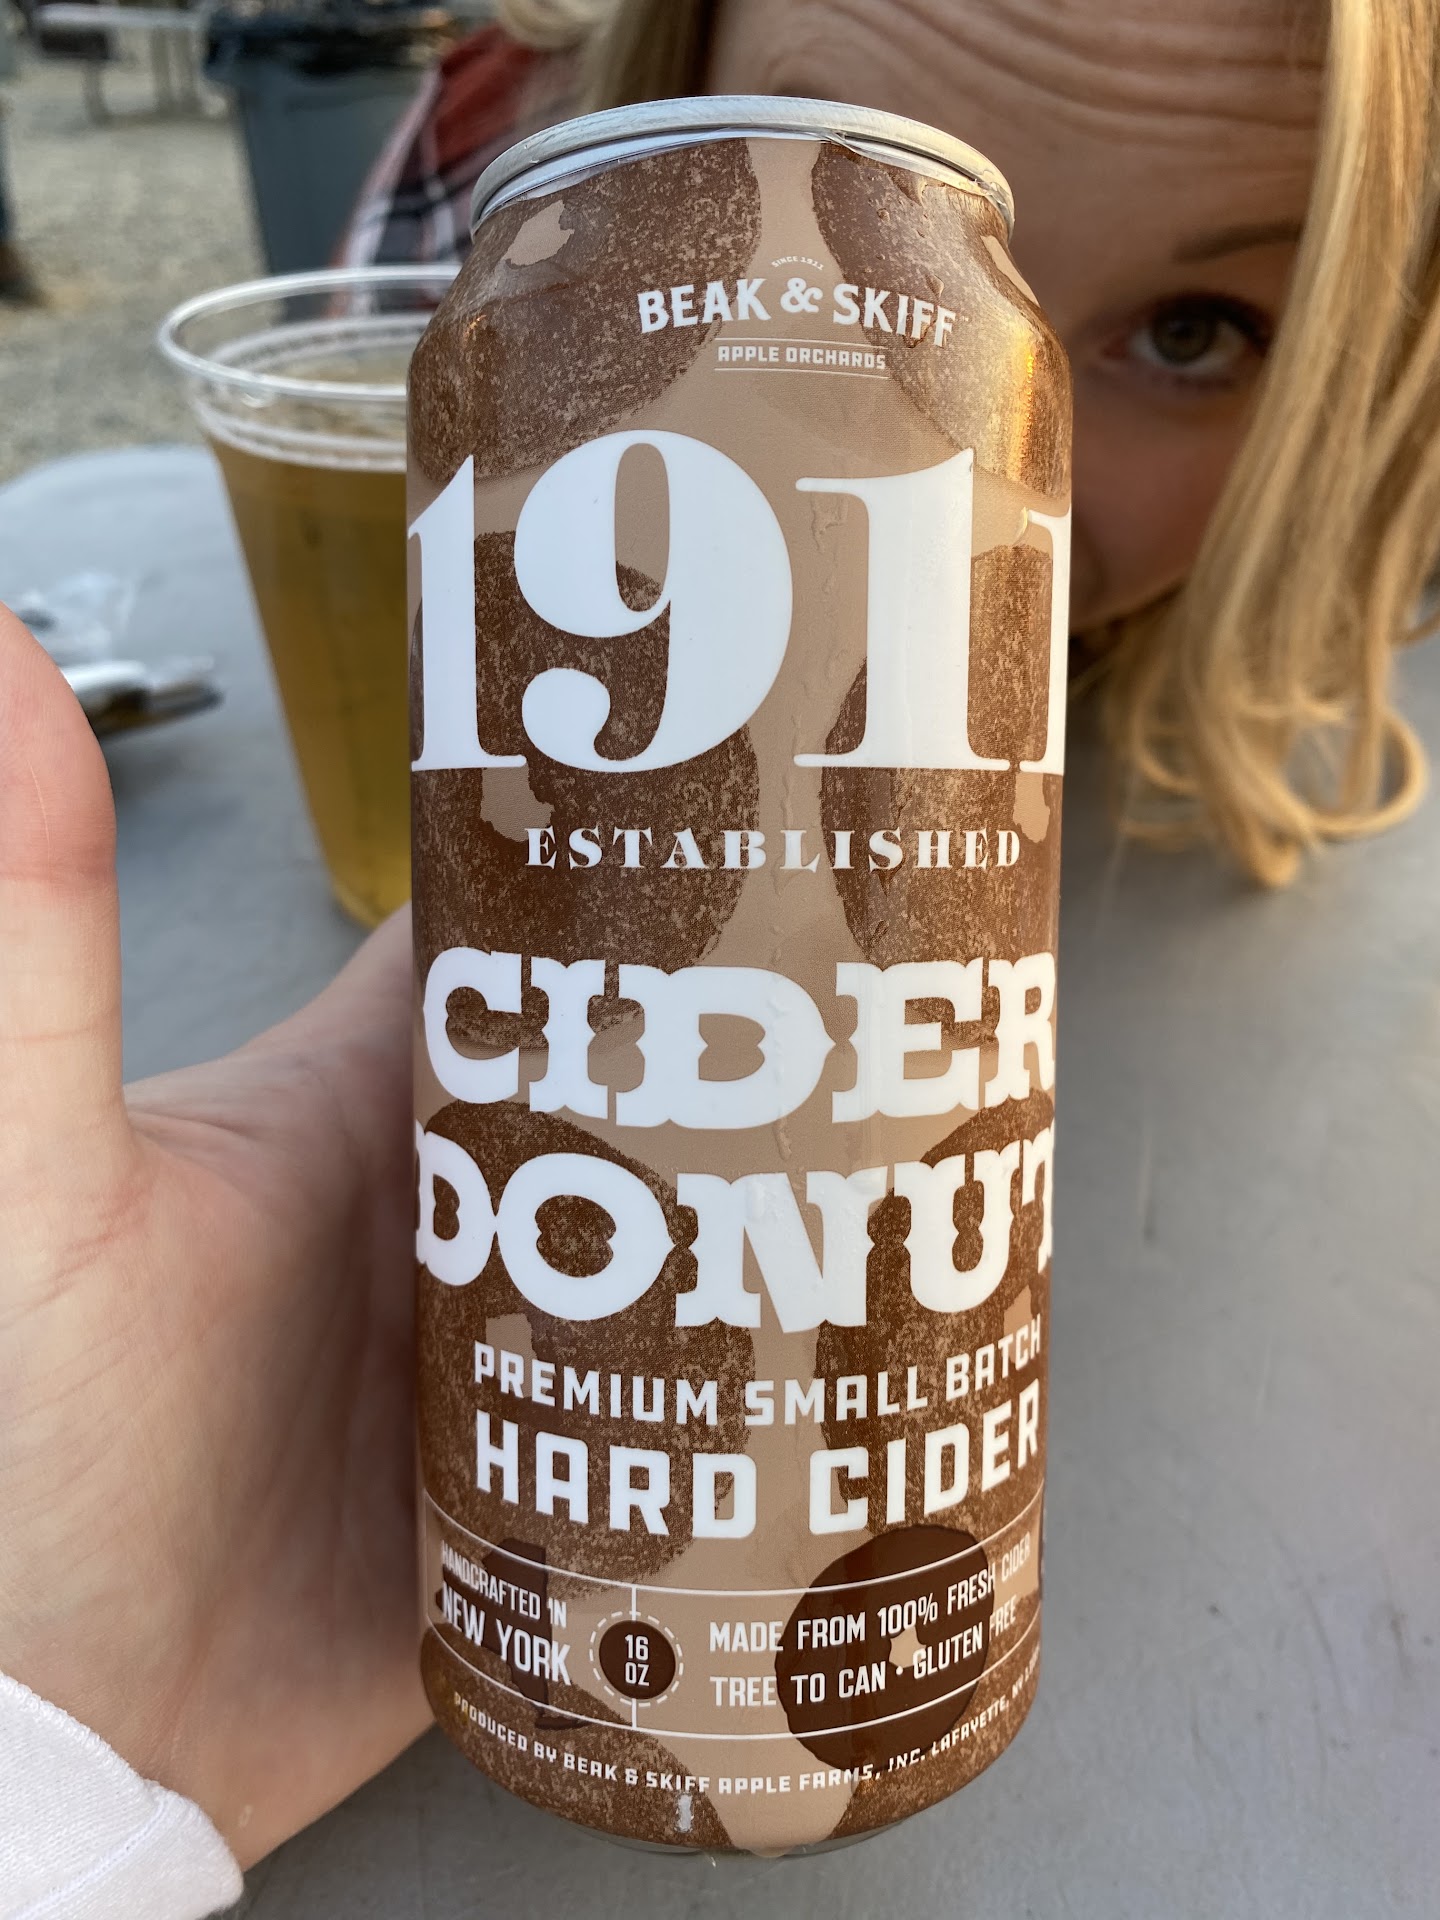 SINCE 1911
BEAK & SKIFF™
APPLE ORCHARDS
1911
ESTABLISHED
CIDER
DONUT
PREMIUM SMALL BATCH
HARD CIDER
HANDCRAFTED IN
NEW YORK
16
OZ
MADE FROM 100% FRESH CIDER
TREE TO CAN • GLUTEN FREE
PRODUCED BY BEAK & SKIFF APPLE FARMS, INC. LAFAYETTE, NY